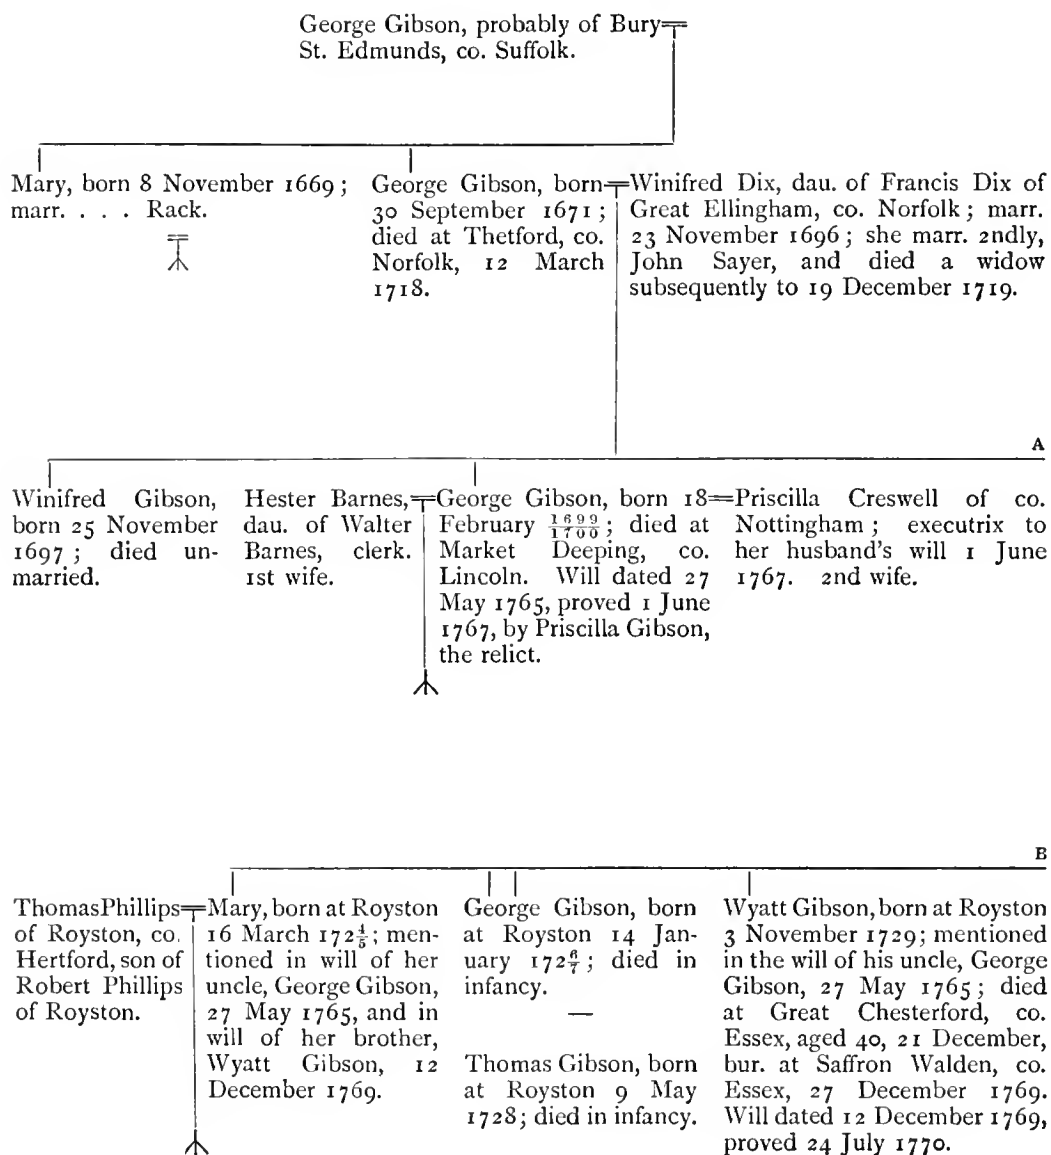 George Gibson, probably of Bury
St. Edmunds, co. Suffolk.
Mary, born 8 November 1669;
marr. . . . Rack.
George Gibson, born
30 September 1671;
died at Thetford, co.
Norfolk, 12 March
1718.
Winifred Dix, dau. of Francis Dix of
Great Ellingham, co. Norfolk; marr.
23 November 1696; she marr. 2ndly,
John Sayer, and died a widow
subsequently to 19 December 1719.
A
Winifred Gibson,
born 25 November
1697; died un-
married.
Hester Barnes,
dau. of Walter
Barnes, clerk.
1st wife.
George Gibson, born 18
February 1699/1700; died at
Market Deeping, co.
Lincoln. Will dated 27
May 1765, proved 1 June
1767, by Priscilla Gibson,
the relict.
Priscilla Creswell of co.
Nottingham; executrix to
her husband's will 1 June
1767. 2nd wife.
B
Thomas Phillips
of Royston, co.
Hertford, son of
Robert Phillips
of Royston.
Mary, born at Royston
16 March 172 4/5; men-
tioned in will of her
uncle, George Gibson,
27 May 1765, and in
will of her brother,
Wyatt Gibson, 12
December 1769.
George Gibson, born
at Royston 14 Jan-
uary 172 6/7; died in
infancy.
—
Thomas Gibson, born
at Royston 9 May
1728; died in infancy.
Wyatt Gibson, born at Royston
3 November 1729; mentioned
in the will of his uncle, George
Gibson, 27 May 1765; died
at Great Chesterford, co.
Essex, aged 40, 21 December,
bur. at Saffron Walden, co.
Essex, 27 December 1769.
Will dated 12 December 1769,
proved 24 July 1770.